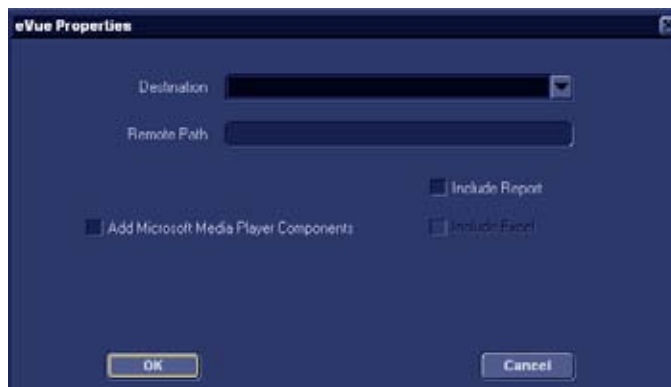 eVue Properties
Destination
Remote Path
Include Report
Add Microsoft Media Player Components
Include Excel
OK
Cancel